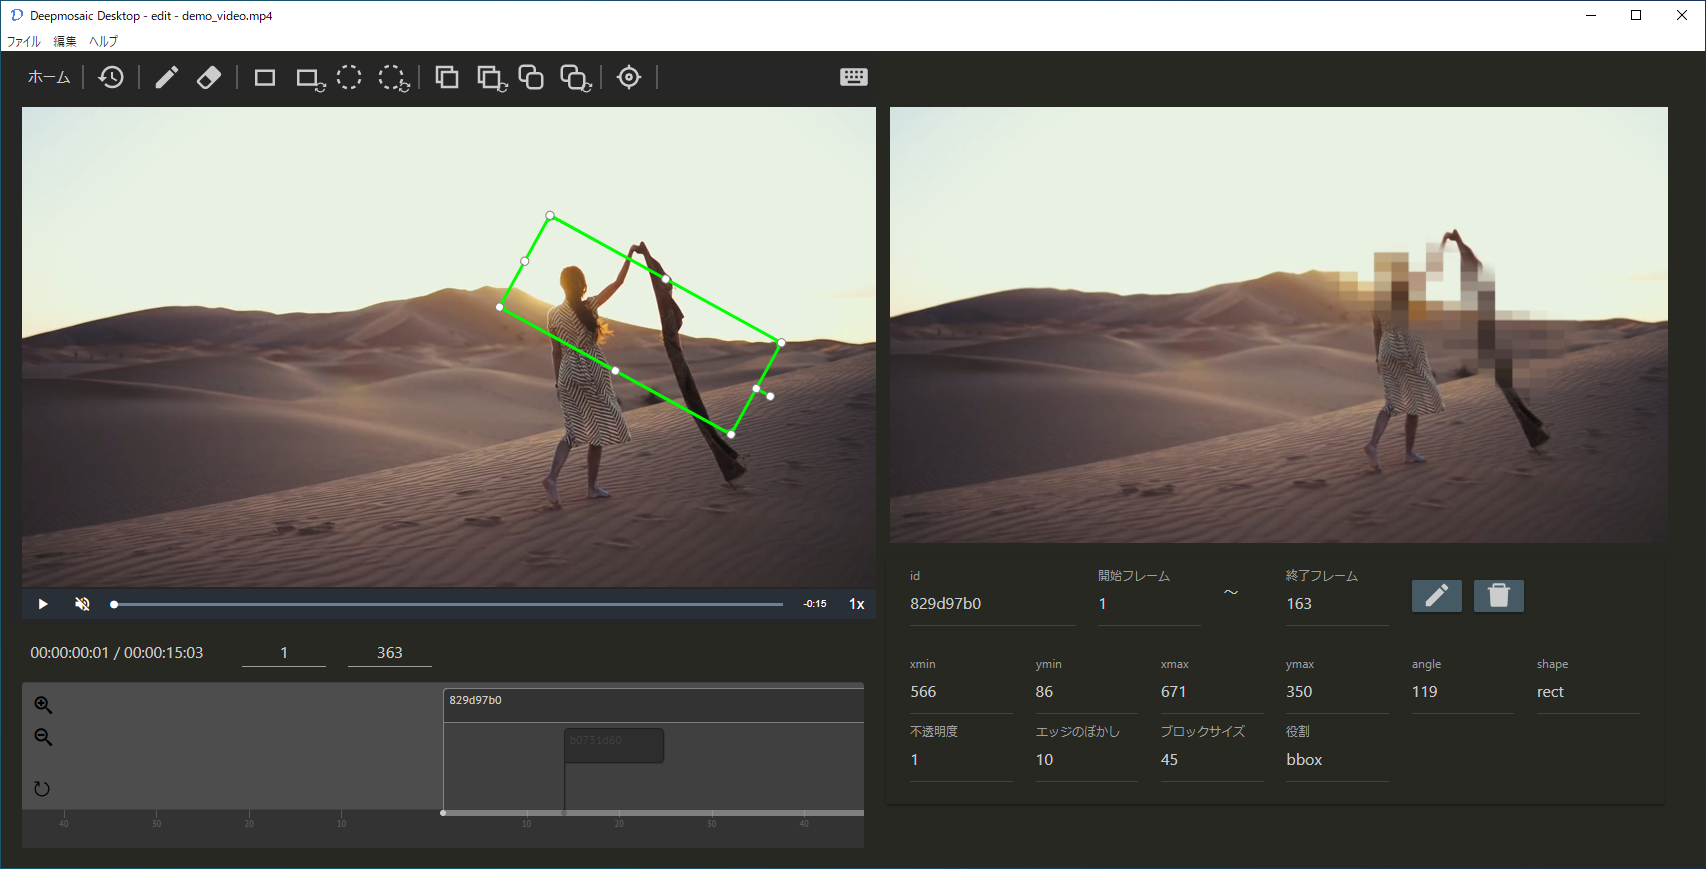 Deepmosaic Desktop - edit - demo_video.mp4
ファイル 編集 ヘルプ
ホーム
-0:15 1x
00:00:00:01 / 00:00:15:03 1 363
829d97b0
b0731d60
40 30 20 10 10 20 30 40
id 開始フレーム 終了フレーム
829d97b0 1 ～ 163
xmin ymin xmax ymax angle shape
566 86 671 350 119 rect
不透明度 エッジのぼかし ブロックサイズ 役割
1 10 45 bbox